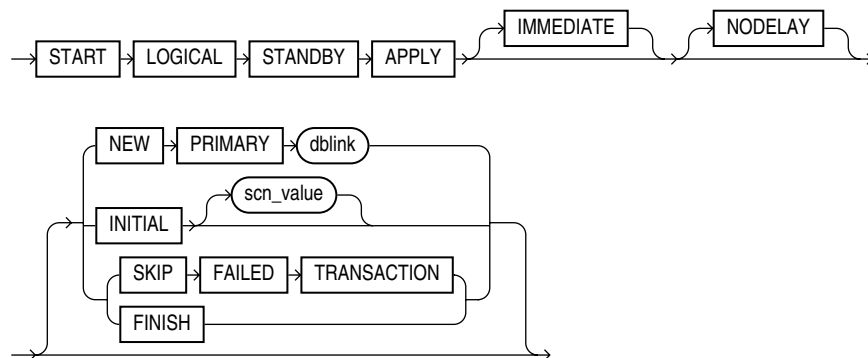 IMMEDIATE NODELAY
START LOGICAL STANDBY APPLY
NEW PRIMARY dblink
scn_value
INITIAL
SKIP FAILED TRANSACTION
FINISH